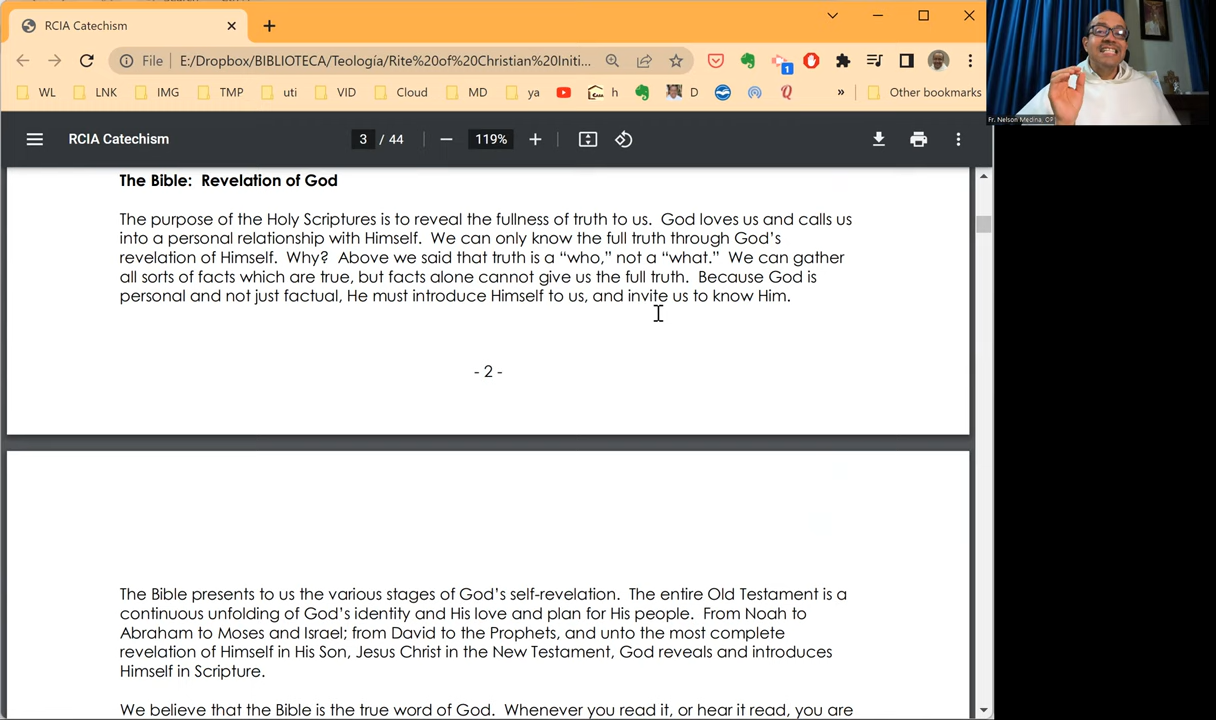 RCIA Catechism
File
E:/Dropbox/BIBLIOTECA/Teología/Rite%20of%20Christian%20Initi...
1
WL
LNK
IMG
TMP
uti
VID
Cloud
MD
ya
h
D
»
Other bookmarks
Fr. Nelson Medina, OP
RCIA Catechism
3 / 44
119%
The Bible: Revelation of God
The purpose of the Holy Scriptures is to reveal the fullness of truth to us. God loves us and calls us
into a personal relationship with Himself. We can only know the full truth through God’s
revelation of Himself. Why? Above we said that truth is a “who,” not a “what.” We can gather
all sorts of facts which are true, but facts alone cannot give us the full truth. Because God is
personal and not just factual, He must introduce Himself to us, and invite us to know Him.
- 2 -
The Bible presents to us the various stages of God’s self-revelation. The entire Old Testament is a
continuous unfolding of God’s identity and His love and plan for His people. From Noah to
Abraham to Moses and Israel; from David to the Prophets, and unto the most complete
revelation of Himself in His Son, Jesus Christ in the New Testament, God reveals and introduces
Himself in Scripture.
We believe that the Bible is the true word of God. Whenever you read it, or hear it read, you are